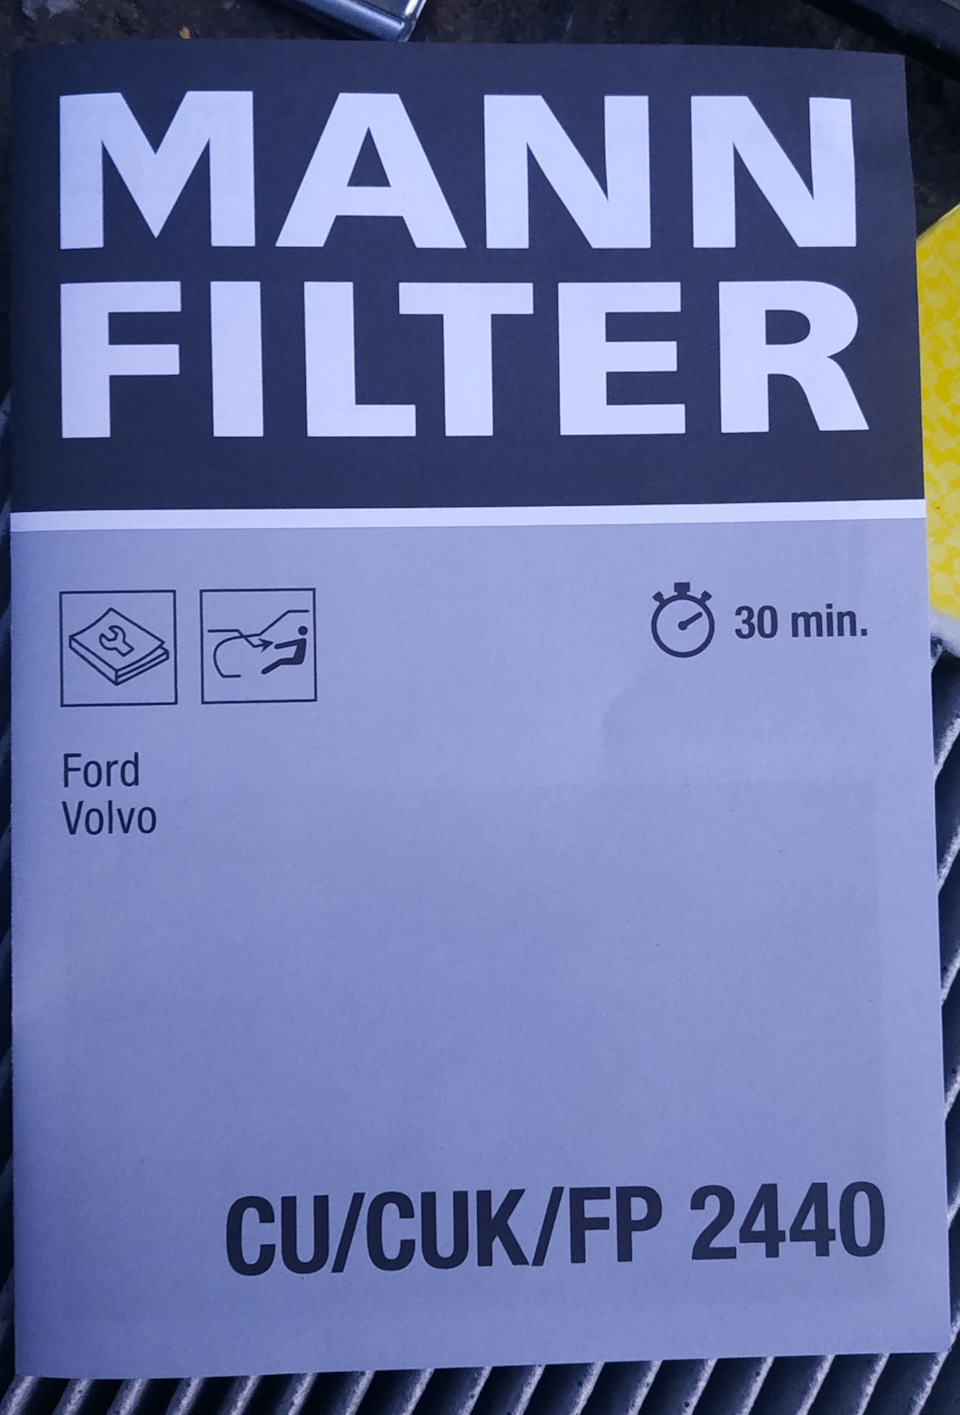 MANN
FILTER
30 min.
Ford
Volvo
CU/CUK/FP 2440